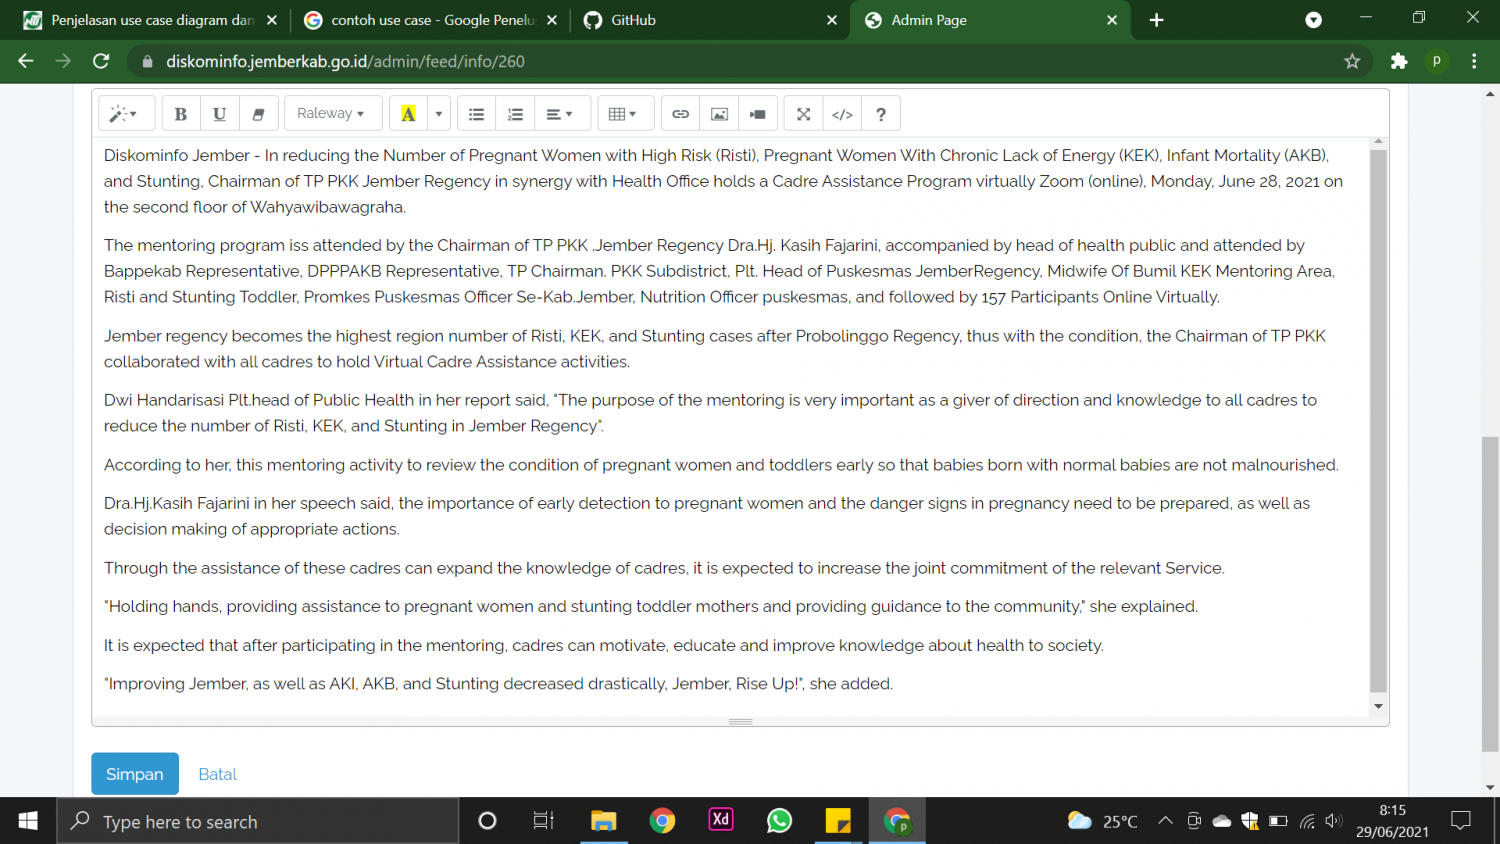 Penjelasan use case diagram dan
contoh use case - Google Penelu
GitHub
Admin Page
diskominfo.jemberkab.go.id/admin/feed/info/260
P
B U Raleway A </> ?
Diskominfo Jember - In reducing the Number of Pregnant Women with High Risk (Risti), Pregnant Women With Chronic Lack of Energy (KEK), Infant Mortality (AKB),
and Stunting, Chairman of TP PKK Jember Regency in synergy with Health Office holds a Cadre Assistance Program virtually Zoom (online), Monday, June 28, 2021 on
the second floor of Wahyawibawagraha.
The mentoring program iss attended by the Chairman of TP PKK .Jember Regency Dra.Hj. Kasih Fajarini, accompanied by head of health public and attended by
Bappekab Representative, DPPPAKB Representative, TP Chairman. PKK Subdistrict, Plt. Head of Puskesmas JemberRegency, Midwife Of Bumil KEK Mentoring Area,
Risti and Stunting Toddler, Promkes Puskesmas Officer Se-Kab.Jember, Nutrition Officer puskesmas, and followed by 157 Participants Online Virtually.
Jember regency becomes the highest region number of Risti, KEK, and Stunting cases after Probolinggo Regency, thus with the condition, the Chairman of TP PKK
collaborated with all cadres to hold Virtual Cadre Assistance activities.
Dwi Handarisasi Plt.head of Public Health in her report said, "The purpose of the mentoring is very important as a giver of direction and knowledge to all cadres to
reduce the number of Risti, KEK, and Stunting in Jember Regency".
According to her, this mentoring activity to review the condition of pregnant women and toddlers early so that babies born with normal babies are not malnourished.
Dra.Hj.Kasih Fajarini in her speech said, the importance of early detection to pregnant women and the danger signs in pregnancy need to be prepared, as well as
decision making of appropriate actions.
Through the assistance of these cadres can expand the knowledge of cadres, it is expected to increase the joint commitment of the relevant Service.
"Holding hands, providing assistance to pregnant women and stunting toddler mothers and providing guidance to the community," she explained.
It is expected that after participating in the mentoring, cadres can motivate, educate and improve knowledge about health to society.
"Improving Jember, as well as AKI, AKB, and Stunting decreased drastically, Jember, Rise Up!", she added.
Simpan Batal
Type here to search
Xd
P
25°C
8:15
29/06/2021